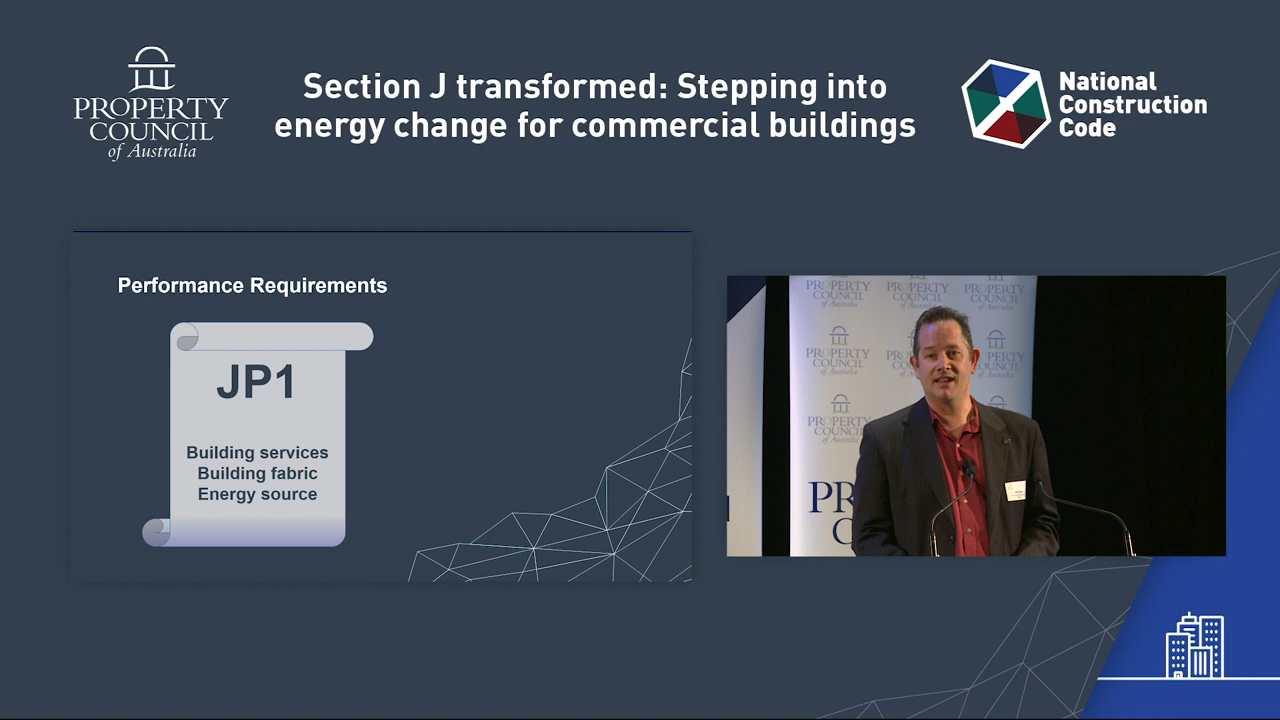 PROPERTY
COUNCIL
of Australia
Section J transformed: Stepping into
energy change for commercial buildings
National
Construction
Code
Performance Requirements
JP1
Building services
Building fabric
Energy source
PROPERTY
COUNCIL
of Australia
PROPERTY
COUNCIL
of Australia
PROPERTY
COUNCIL
of Australia
PROPERTY
COUNCIL
of Australia
PROPERTY
COUNCIL
of Australia